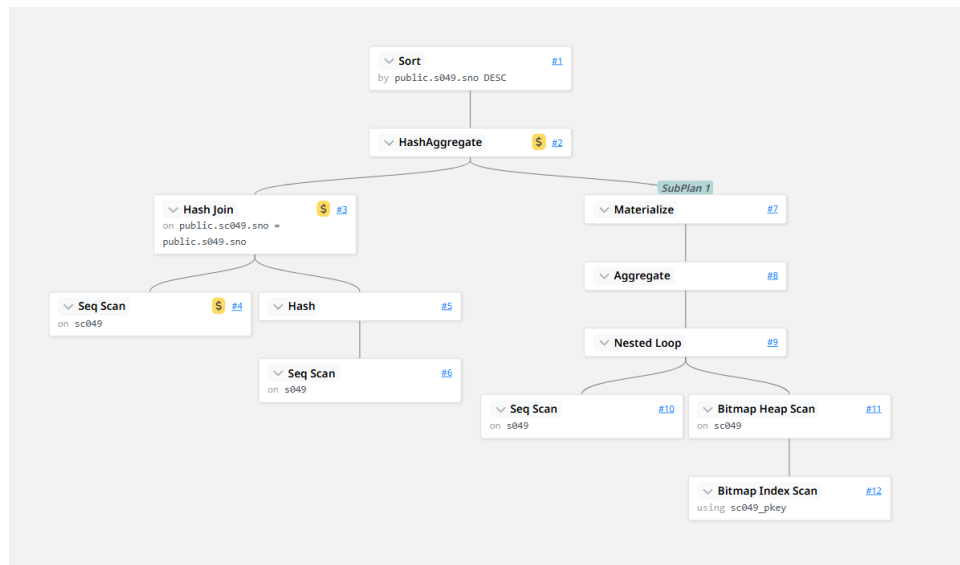 Sort #1
by public.s049.sno DESC
HashAggregate $ #2
SubPlan 1
Hash Join $ #3
on public.sc049.sno =
public.s049.sno
Materialize #7
Aggregate #8
Seq Scan $ #4
on sc049
Hash #5
Nested Loop #9
Seq Scan #6
on s049
Seq Scan #10
on s049
Bitmap Heap Scan #11
on sc049
Bitmap Index Scan #12
using sc049_pkey